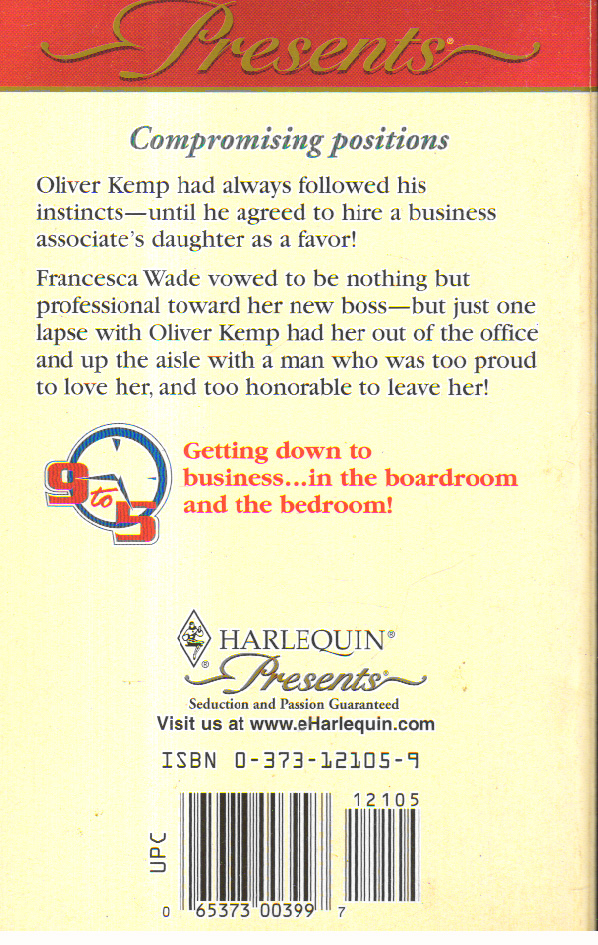 Presents®
Compromising positions
Oliver Kemp had always followed his
instincts—until he agreed to hire a business
associate's daughter as a favor!
Francesca Wade vowed to be nothing but
professional toward her new boss—but just one
lapse with Oliver Kemp had her out of the office
and up the aisle with a man who was too proud
to love her, and too honorable to leave her!
9 to 5
Getting down to
business...in the boardroom
and the bedroom!
HARLEQUIN®
Presents®
Seduction and Passion Guaranteed
Visit us at www.eHarlequin.com
ISBN 0-373-12105-9
12105
UPC
0 65373 00399 7